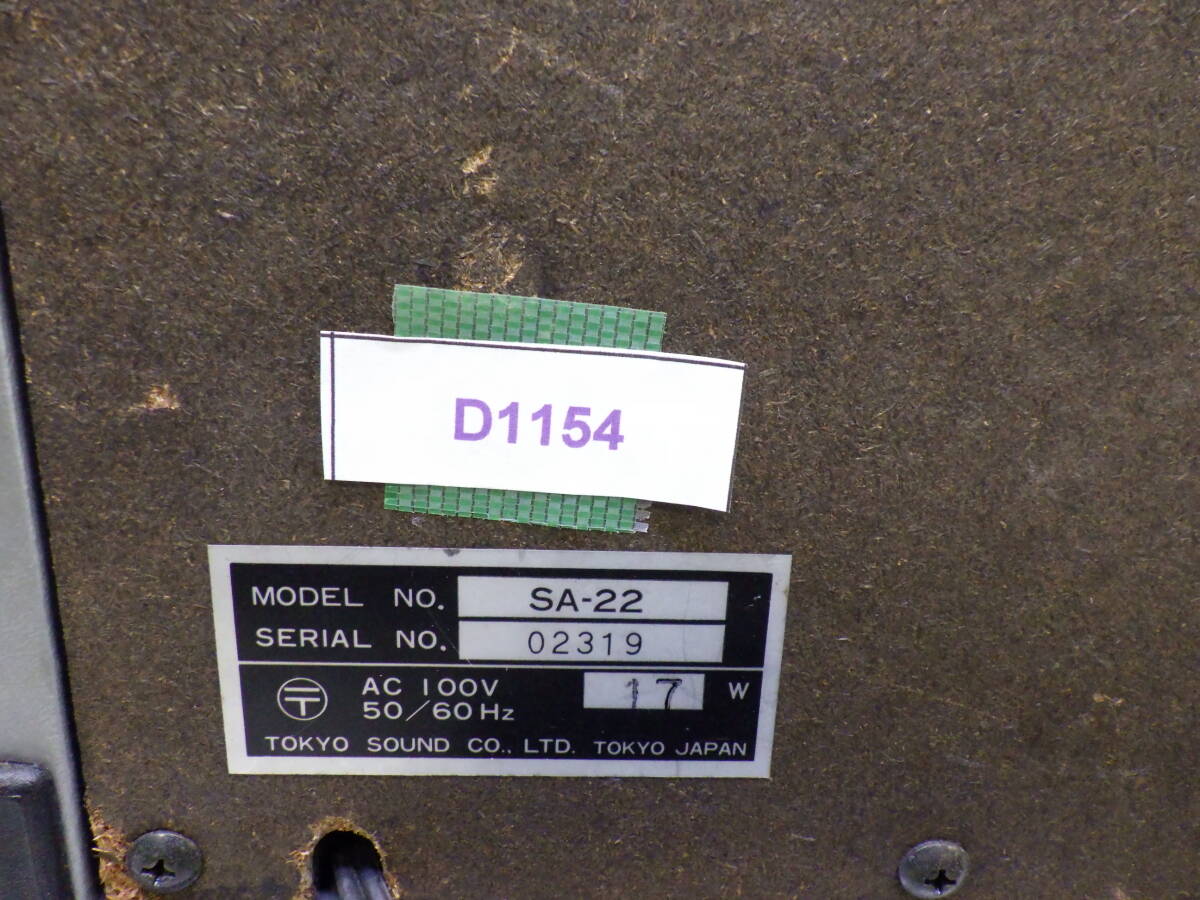 D1154
MODEL NO. SA-22
SERIAL NO. 02319
AC 100V 17 W
50/60Hz
TOKYO SOUND CO., LTD. TOKYO JAPAN